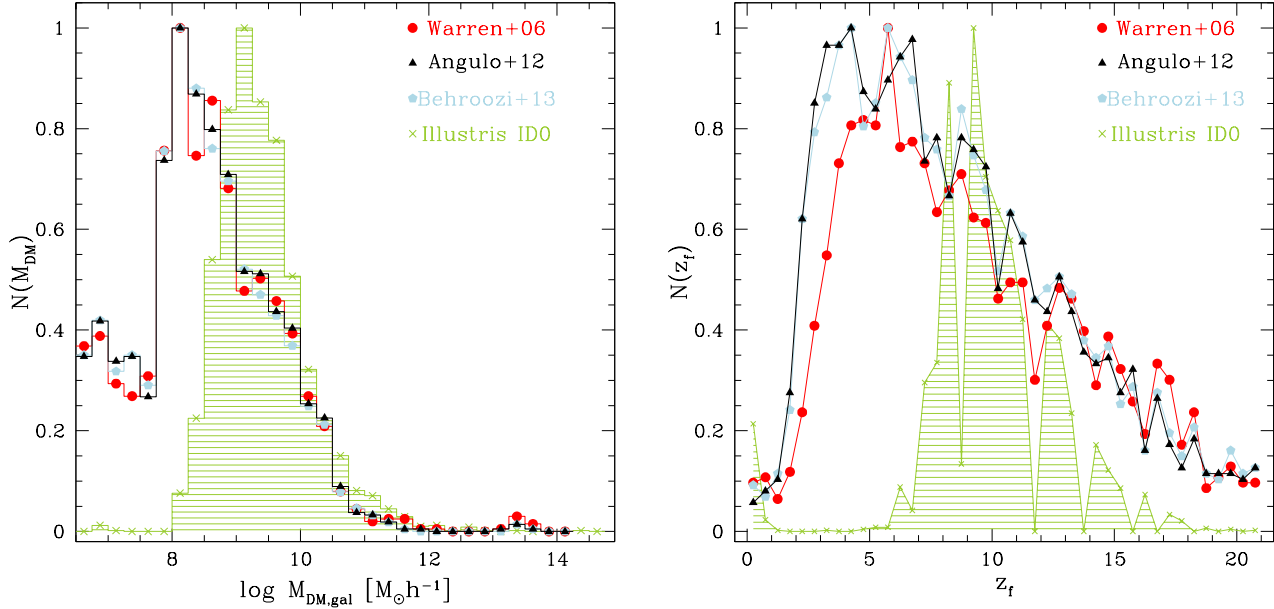 Warren+06
Angulo+12
Behroozi+13
Illustris ID0
1
0.8
0.6
0.4
0.2
0
N(M_DM)
8 10 12 14
log M_DM,gal [M_⊙h⁻¹]
Warren+06
Angulo+12
Behroozi+13
Illustris ID0
1
0.8
0.6
0.4
0.2
0
N(z_f)
0 5 10 15 20
z_f